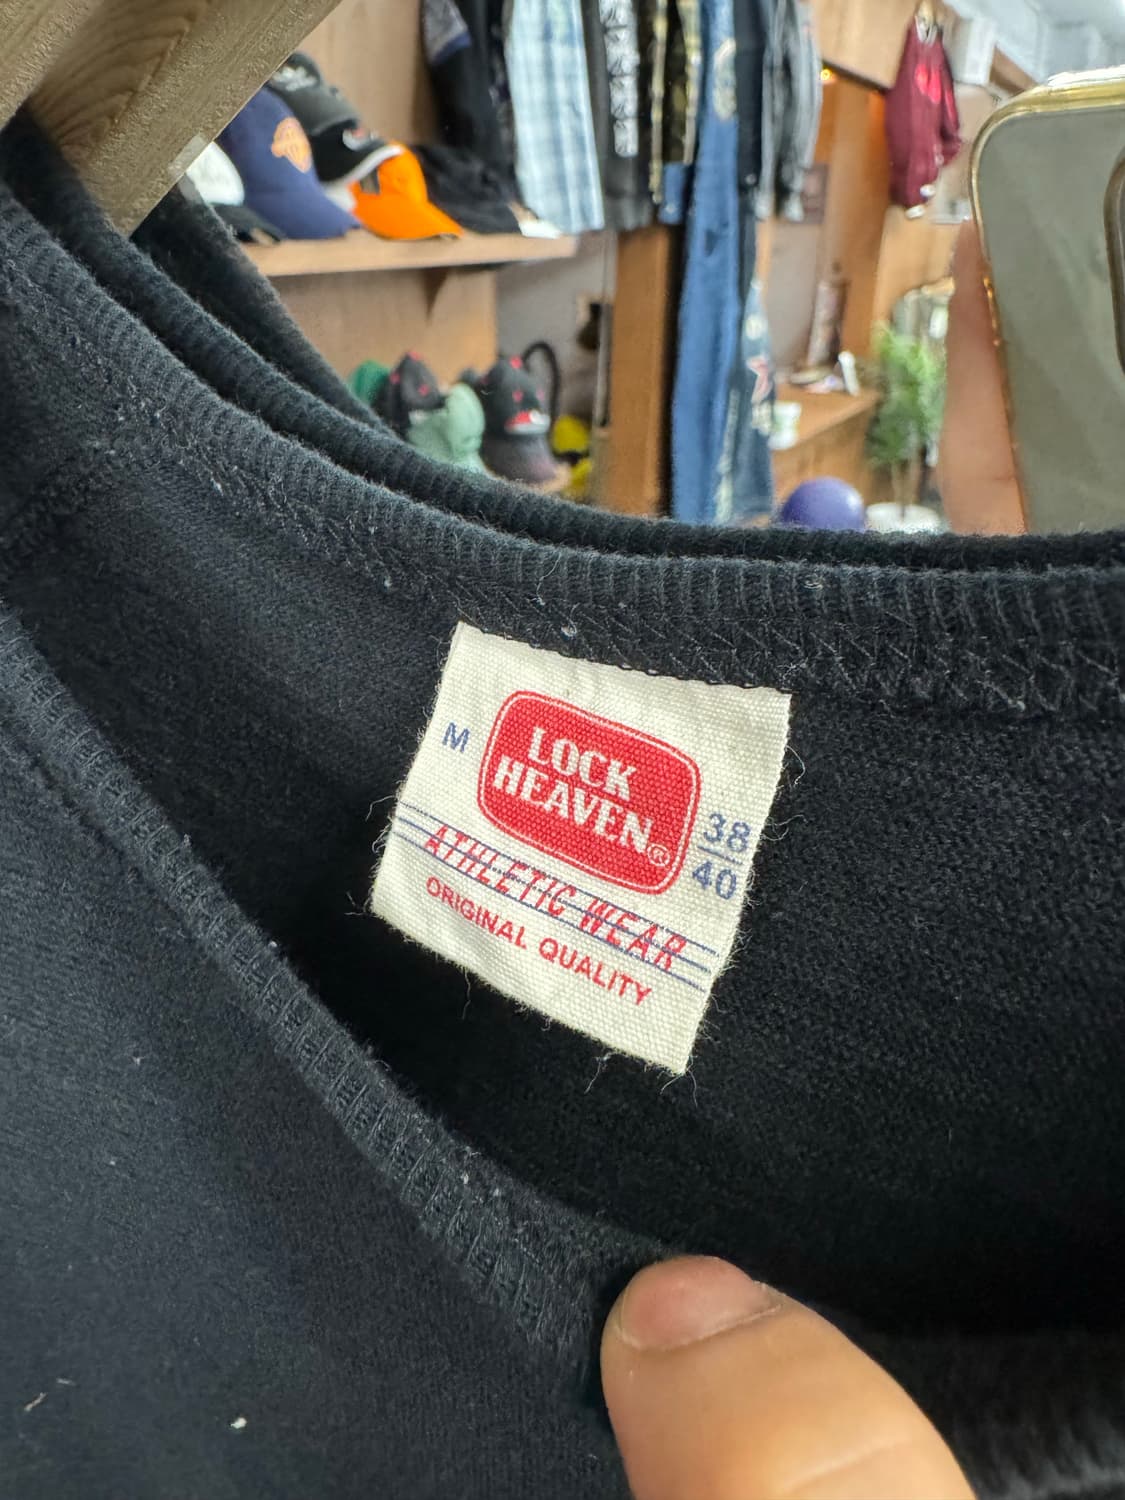 M
LOCK
HEAVEN®
38
40
ATHLETIC WEAR
ORIGINAL QUALITY